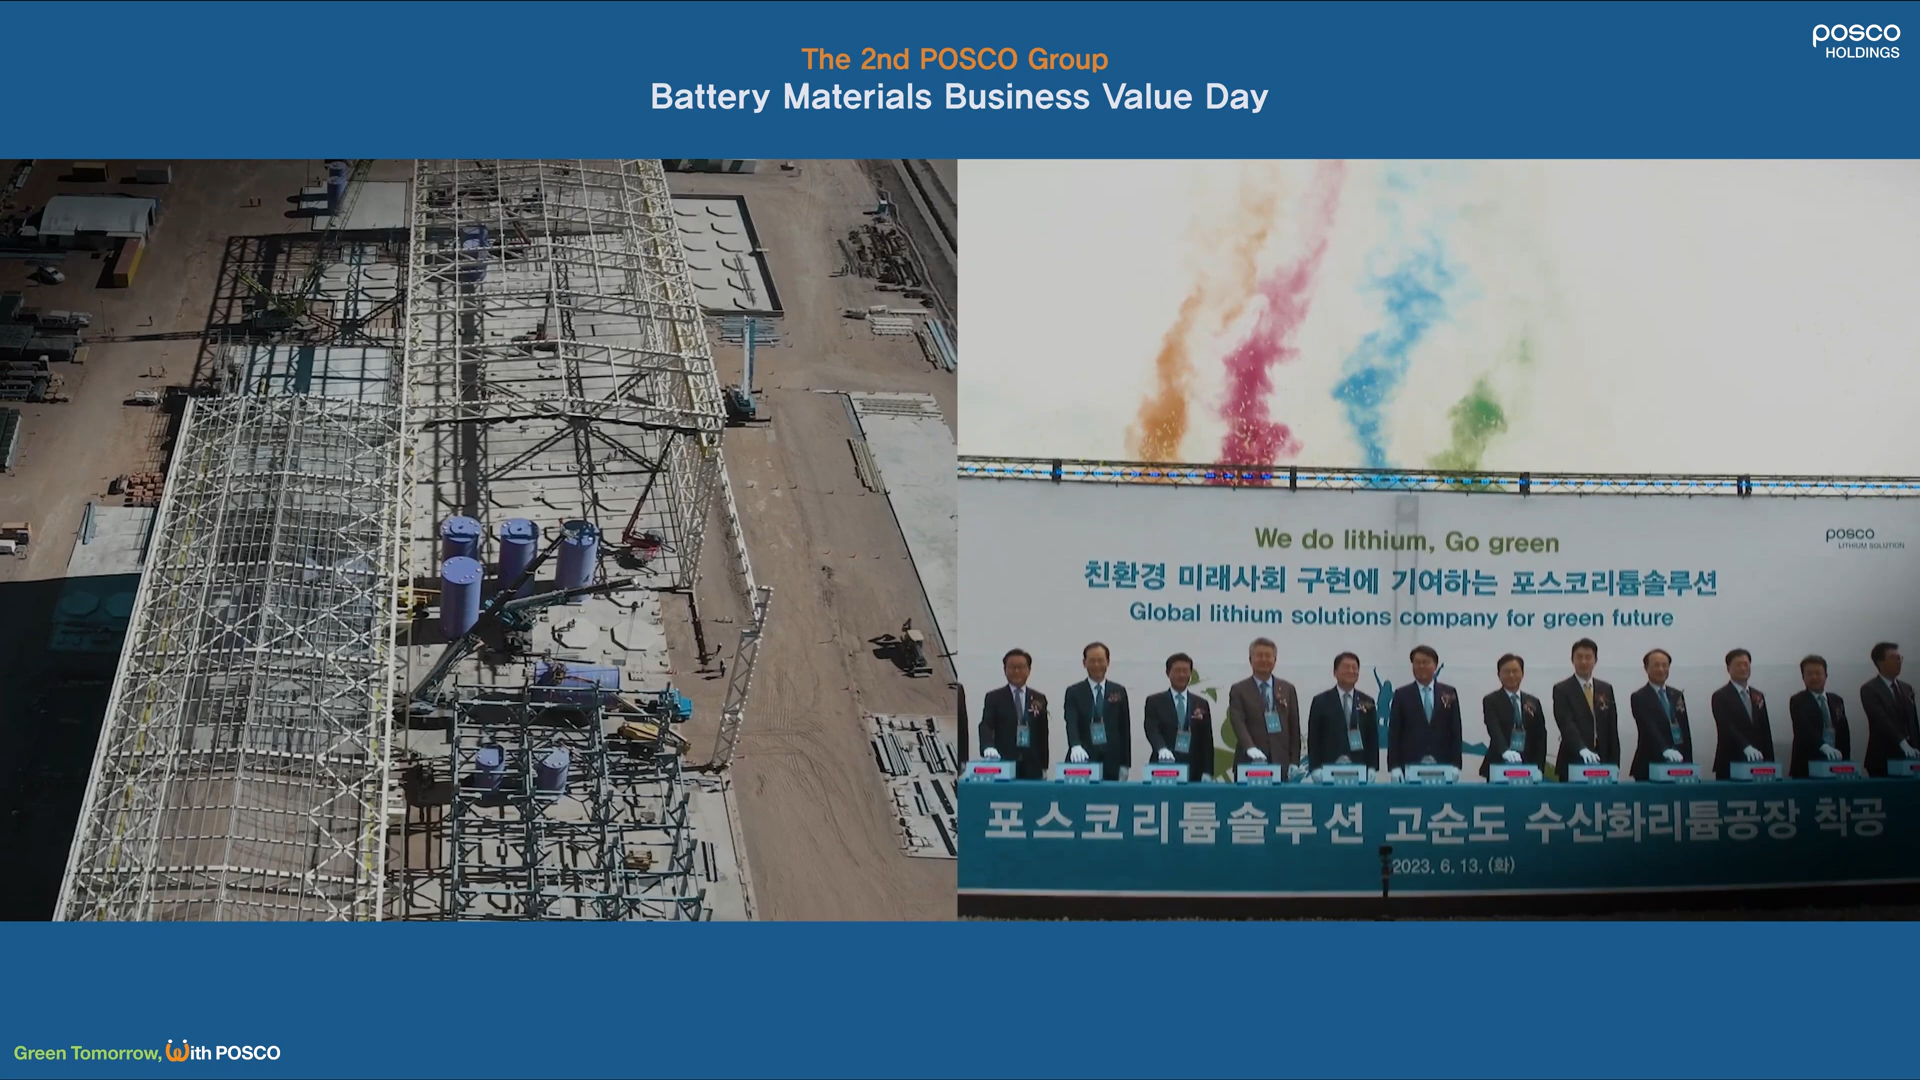 The 2nd POSCO Group
Battery Materials Business Value Day
posco
HOLDINGS
We do lithium, Go green
친환경 미래사회 구현에 기여하는 포스코리튬솔루션
Global lithium solutions company for green future
posco
LITHIUM SOLUTION
포스코리튬솔루션 고순도 수산화리튬공장 착공
2023. 6. 13. (화)
Green Tomorrow, With POSCO